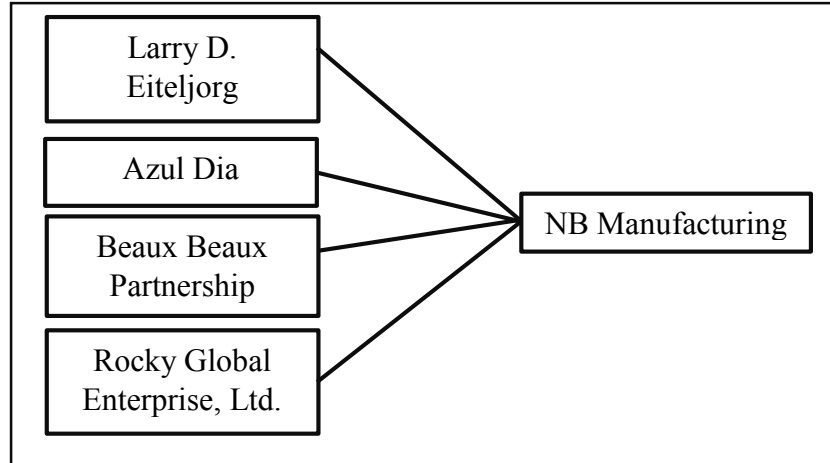 Larry D.
Eiteljorg
Azul Dia
Beaux Beaux
Partnership
Rocky Global
Enterprise, Ltd.
NB Manufacturing